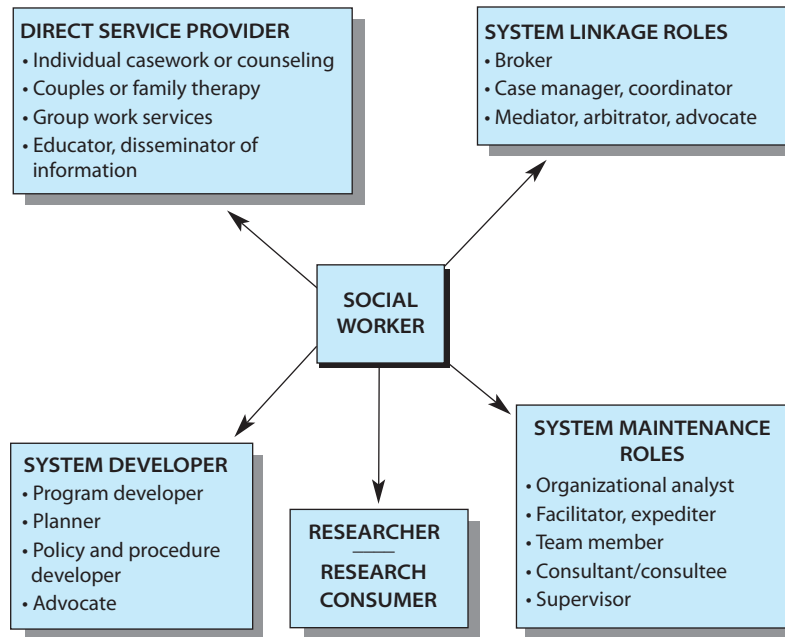 DIRECT SERVICE PROVIDER
• Individual casework or counseling
• Couples or family therapy
• Group work services
• Educator, disseminator of
information
SYSTEM LINKAGE ROLES
• Broker
• Case manager, coordinator
• Mediator, arbitrator, advocate
SOCIAL
WORKER
SYSTEM DEVELOPER
• Program developer
• Planner
• Policy and procedure
developer
• Advocate
RESEARCHER
RESEARCH
CONSUMER
SYSTEM MAINTENANCE
ROLES
• Organizational analyst
• Facilitator, expediter
• Team member
• Consultant/consultee
• Supervisor